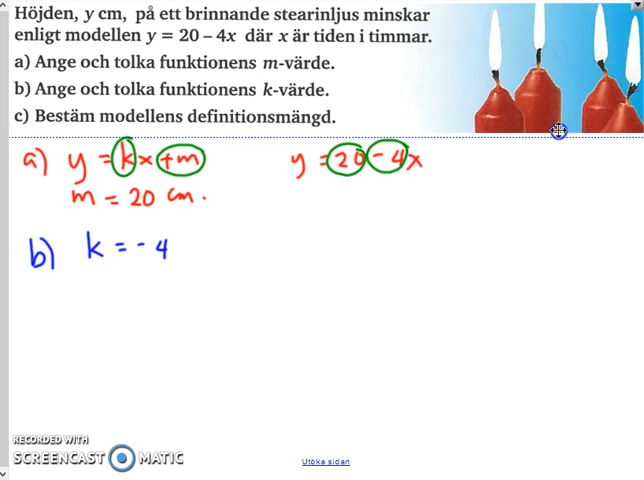 Höjden, y cm, på ett brinnande stearinljus minskar
enligt modellen y = 20 – 4x där x är tiden i timmar.
a) Ange och tolka funktionens m-värde.
b) Ange och tolka funktionens k-värde.
c) Bestäm modellens definitionsmängd.
a) y = kx + m y = 20 - 4x
m = 20 cm.
b) k = - 4
RECORDED WITH
SCREENCAST MATIC
Utöka sidan